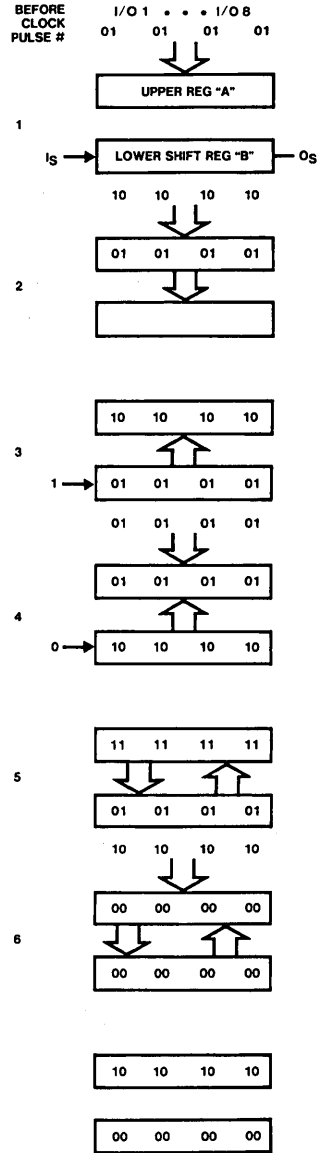 BEFORE I/O 1 • • • I/O 8
CLOCK 01 01 01 01
PULSE #
UPPER REG "A"
1
IS LOWER SHIFT REG "B" OS
10 10 10 10
01 01 01 01
2
10 10 10 10
3
1 01 01 01 01
01 01 01 01
01 01 01 01
4
0 10 10 10 10
11 11 11 11
5
01 01 01 01
10 10 10 10
00 00 00 00
6
00 00 00 00
10 10 10 10
00 00 00 00